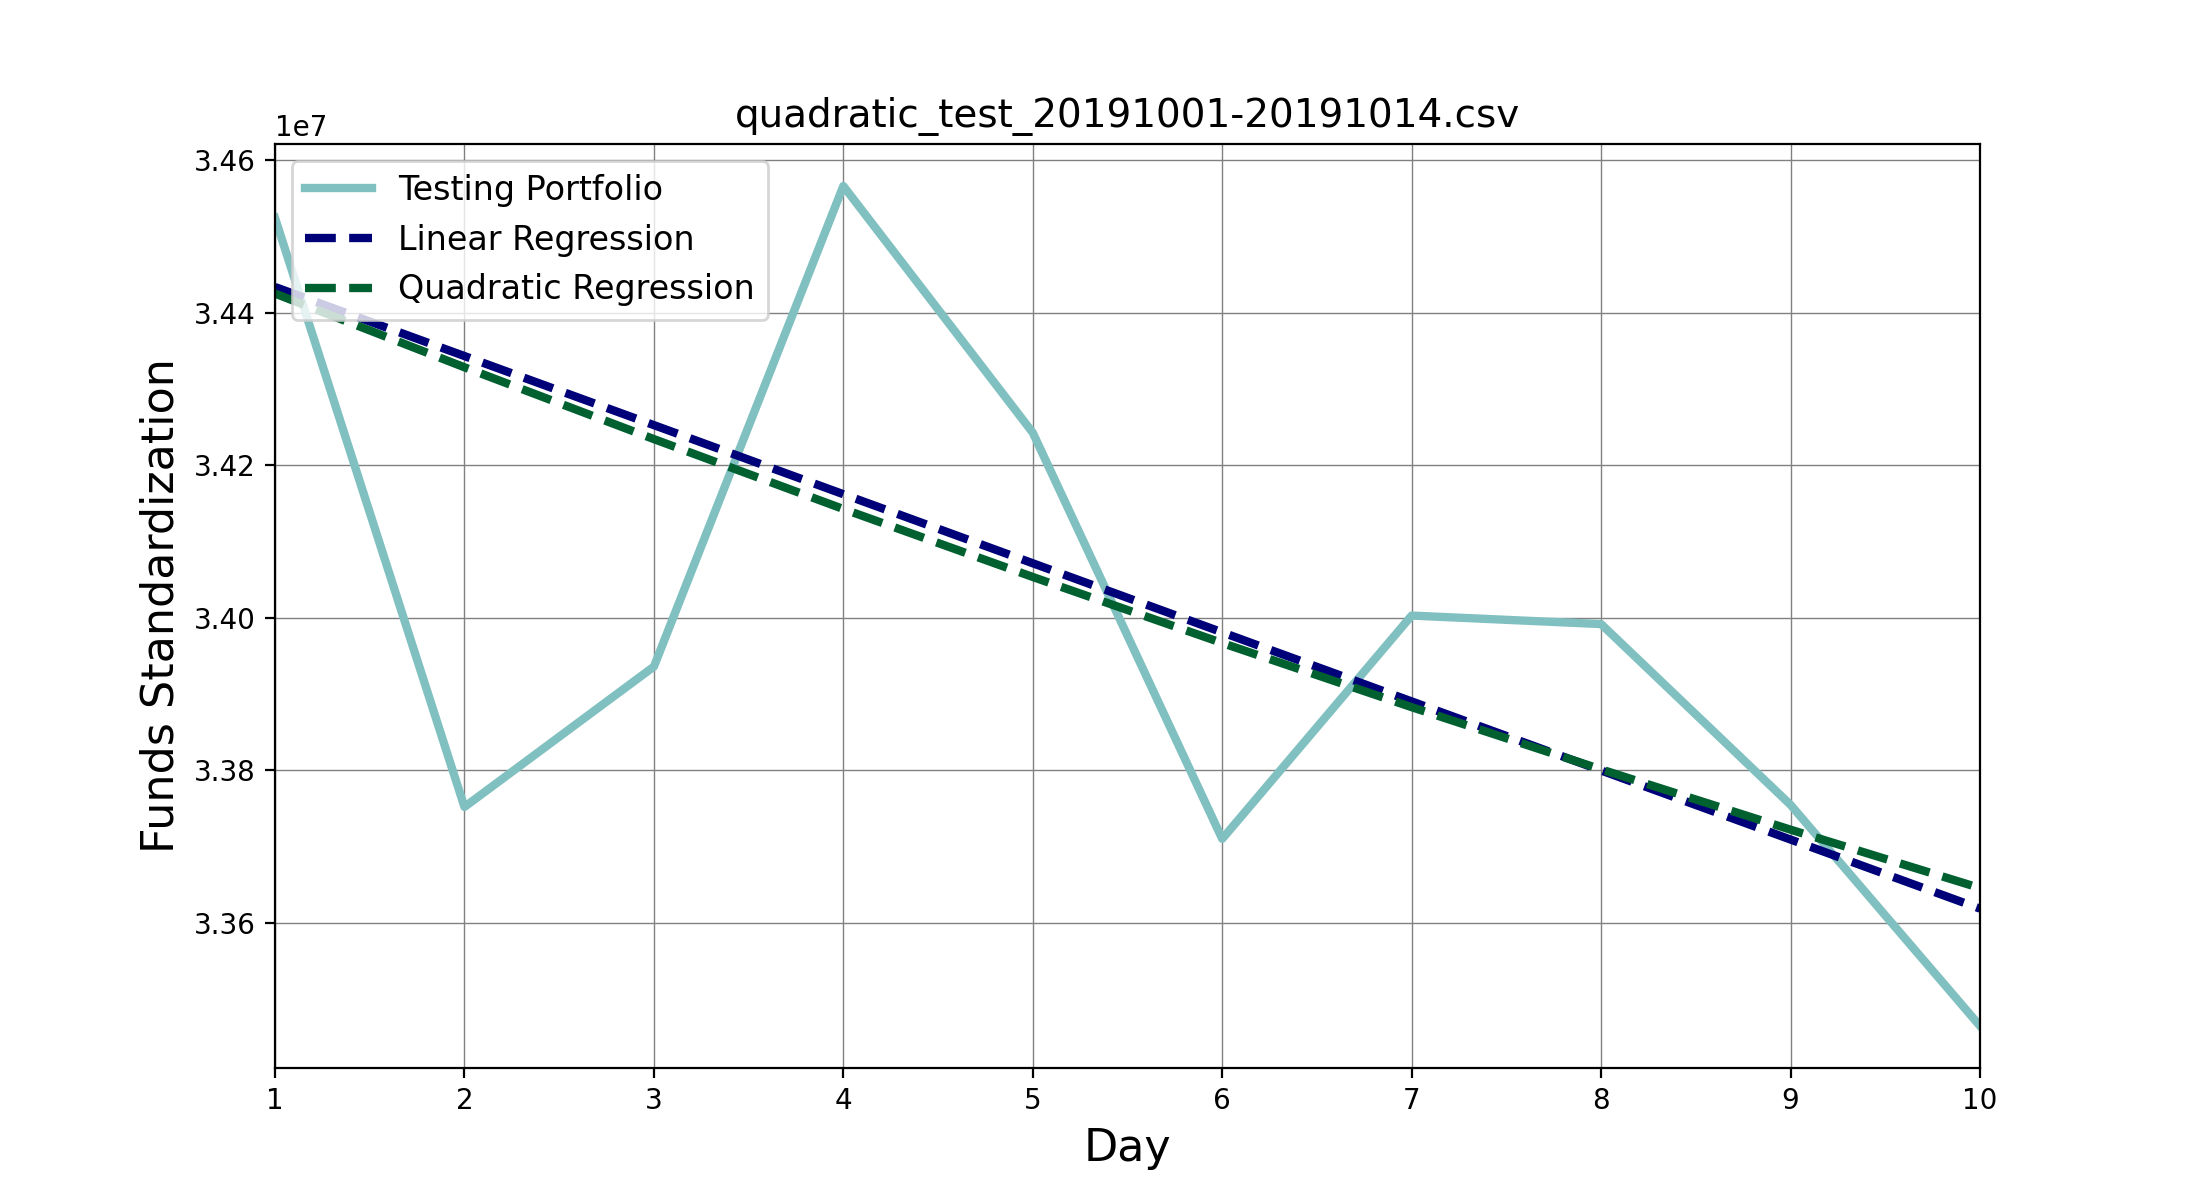 quadratic_test_20191001-20191014.csv
1e7
3.46
3.44
3.42
3.40
3.38
3.36
Funds Standardization
Testing Portfolio
Linear Regression
Quadratic Regression
1 2 3 4 5 6 7 8 9 10
Day